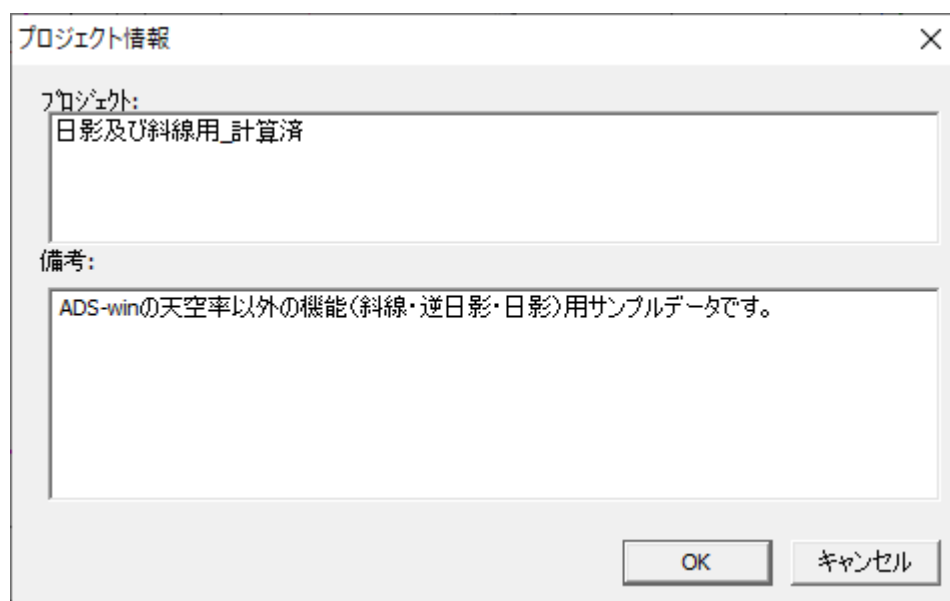 プロジェクト情報
ﾌﾟﾛｼﾞｪｸﾄ:
日影及び斜線用_計算済
備考:
ADS-winの天空率以外の機能(斜線・逆日影・日影)用サンプルデータです。
OK
キャンセル